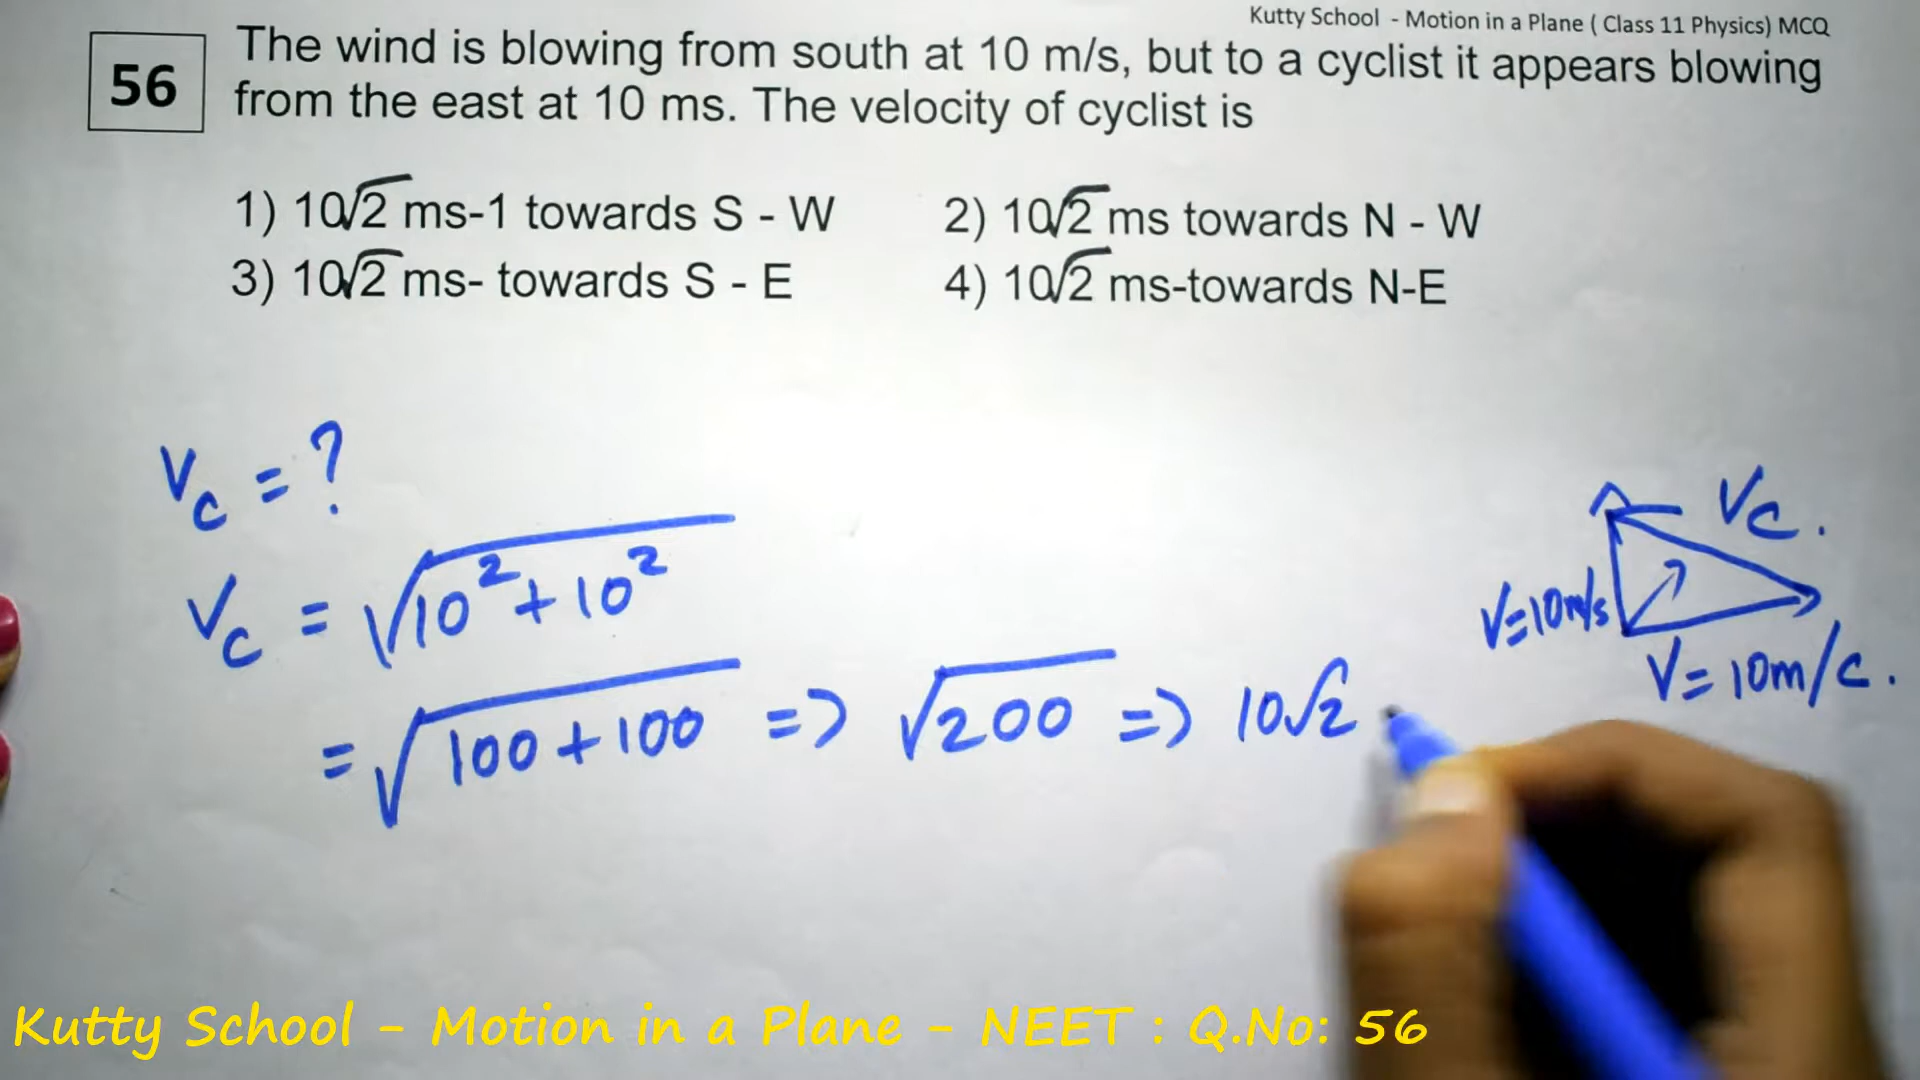 Kutty School - Motion in a Plane ( Class 11 Physics) MCQ
56
The wind is blowing from south at 10 m/s, but to a cyclist it appears blowing
from the east at 10 ms. The velocity of cyclist is
1) 10√2 ms-1 towards S - W
2) 10√2 ms towards N - W
3) 10√2 ms- towards S - E
4) 10√2 ms-towards N-E
Vc = ?
Vc = √10² + 10²
= √100 + 100 => √200 => 10√2
Vc.
V=10m/s
V=10m/c.
Kutty School - Motion in a Plane - NEET : Q.No: 56